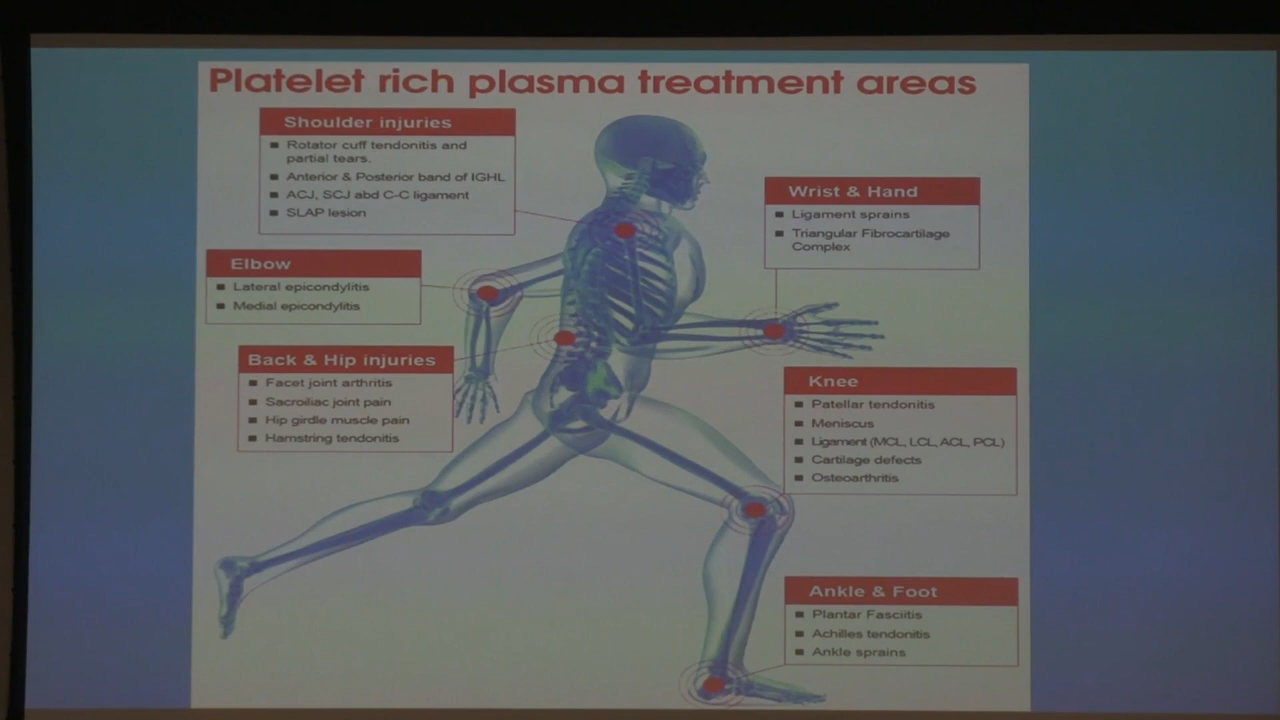 Platelet rich plasma treatment areas
Shoulder injuries
Rotator cuff tendonitis and
partial tears.
Anterior & Posterior band of IGHL
ACJ, SCJ abd C-C ligament
SLAP lesion
Elbow
Lateral epicondylitis
Medial epicondylitis
Back & Hip injuries
Facet joint arthritis
Sacroiliac joint pain
Hip girdle muscle pain
Hamstring tendonitis
Wrist & Hand
Ligament sprains
Triangular Fibrocartilage
Complex
Knee
Patellar tendonitis
Meniscus
Ligament (MCL, LCL, ACL, PCL)
Cartilage defects
Osteoarthritis
Ankle & Foot
Plantar Fasciitis
Achilles tendonitis
Ankle sprains